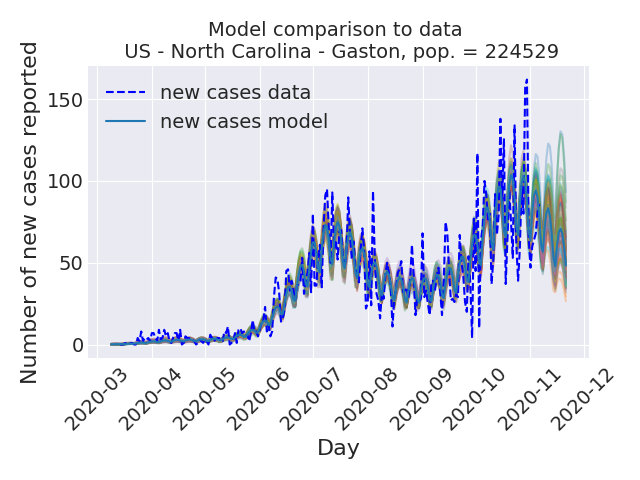 Model comparison to data
US - North Carolina - Gaston, pop. = 224529
Number of new cases reported
150
100
50
0
new cases data
new cases model
2020-03
2020-04
2020-05
2020-06
2020-07
2020-08
2020-09
2020-10
2020-11
2020-12
Day